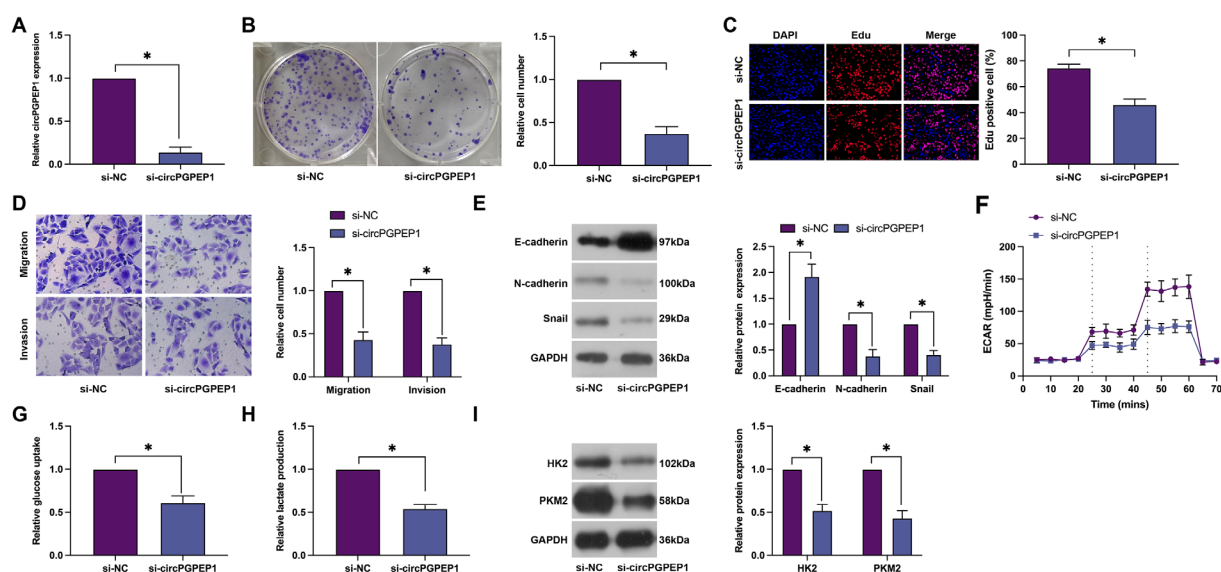 A
Relative circPGPEP1 expression
1.5
1.0
0.5
0.0
*
si-NC
si-circPGPEP1
B
si-NC
si-circPGPEP1
Relative cell number
1.5
1.0
0.5
0.0
*
si-NC
si-circPGPEP1
C
DAPI
Edu
Merge
si-NC
si-circPGPEP1
Edu positive cell (%)
100
80
60
40
20
0
*
si-NC
si-circPGPEP1
D
Migration
Invasion
si-NC
si-circPGPEP1
si-NC
si-circPGPEP1
Relative cell number
1.5
1.0
0.5
0.0
*
*
Migration
Invision
E
E-cadherin
97kDa
N-cadherin
100kDa
Snail
29kDa
GAPDH
36kDa
si-NC
si-circPGPEP1
si-NC
si-circPGPEP1
Relative protein expression
2.5
2.0
1.5
1.0
0.5
0.0
*
*
*
E-cadherin
N-cadherin
Snail
F
si-NC
si-circPGPEP1
ECAR (mpH/min)
200
150
100
50
0
0
10
20
30
40
50
60
70
Time (mins)
G
Relative glucose uptake
1.5
1.0
0.5
0.0
*
si-NC
si-circPGPEP1
H
Relative lactate production
1.5
1.0
0.5
0.0
*
si-NC
si-circPGPEP1
I
HK2
102kDa
PKM2
58kDa
GAPDH
36kDa
si-NC
si-circPGPEP1
Relative protein expression
1.5
1.0
0.5
0.0
*
*
HK2
PKM2